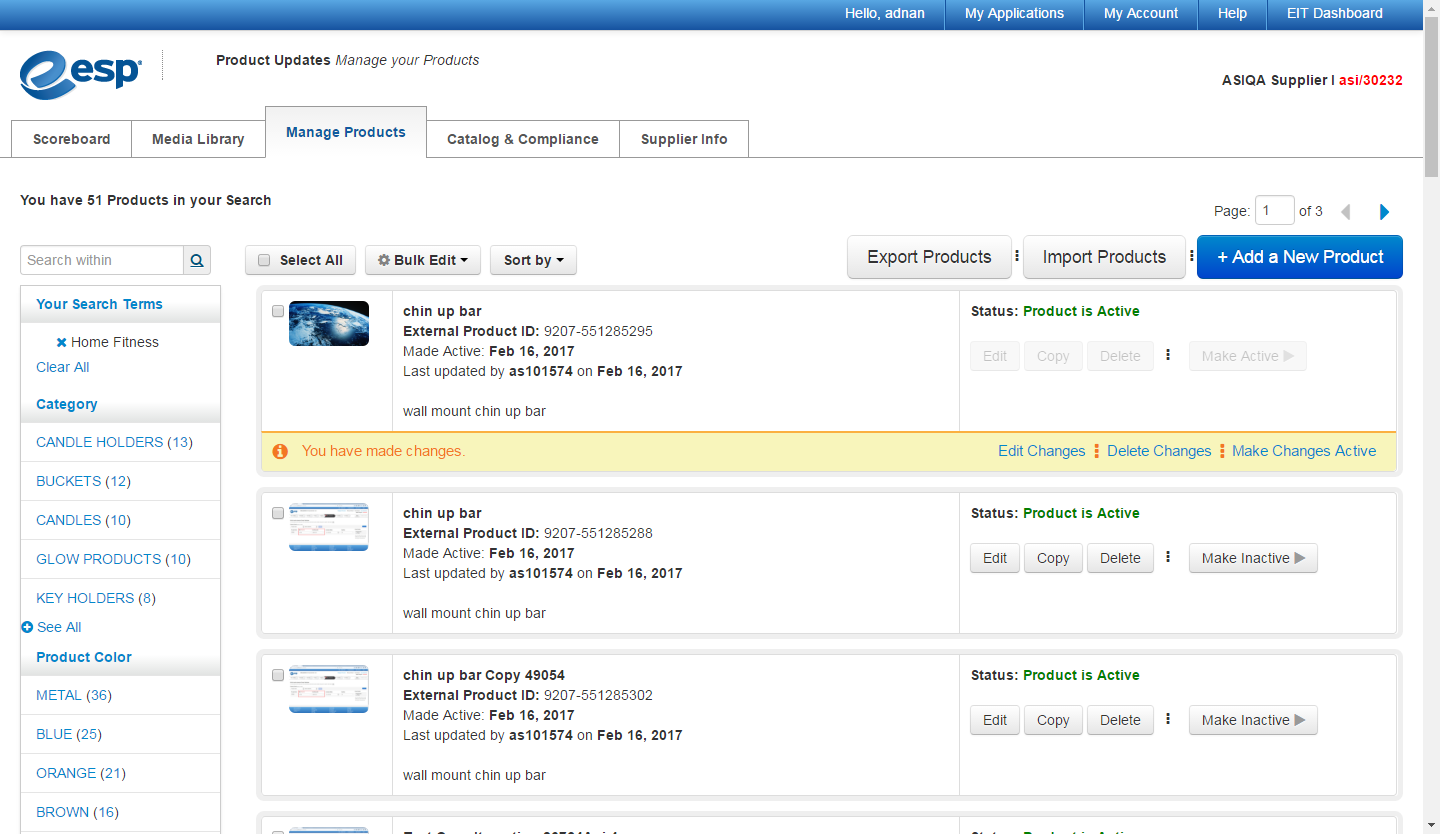 Hello, adnan
My Applications
My Account
Help
EIT Dashboard
esp
Product Updates Manage your Products
ASIQA Supplier | asi/30232
Scoreboard
Media Library
Manage Products
Catalog & Compliance
Supplier Info
You have 51 Products in your Search
Page: 1 of 3
Search within
Select All
Bulk Edit
Sort by
Export Products
Import Products
+ Add a New Product
Your Search Terms
Home Fitness
Clear All
Category
CANDLE HOLDERS (13)
BUCKETS (12)
CANDLES (10)
GLOW PRODUCTS (10)
KEY HOLDERS (8)
See All
Product Color
METAL (36)
BLUE (25)
ORANGE (21)
BROWN (16)
chin up bar
External Product ID: 9207-551285295
Made Active: Feb 16, 2017
Last updated by as101574 on Feb 16, 2017
wall mount chin up bar
Status: Product is Active
Edit
Copy
Delete
Make Active
You have made changes.
Edit Changes
Delete Changes
Make Changes Active
chin up bar
External Product ID: 9207-551285288
Made Active: Feb 16, 2017
Last updated by as101574 on Feb 16, 2017
wall mount chin up bar
Status: Product is Active
Edit
Copy
Delete
Make Inactive
chin up bar Copy 49054
External Product ID: 9207-551285302
Made Active: Feb 16, 2017
Last updated by as101574 on Feb 16, 2017
wall mount chin up bar
Status: Product is Active
Edit
Copy
Delete
Make Inactive